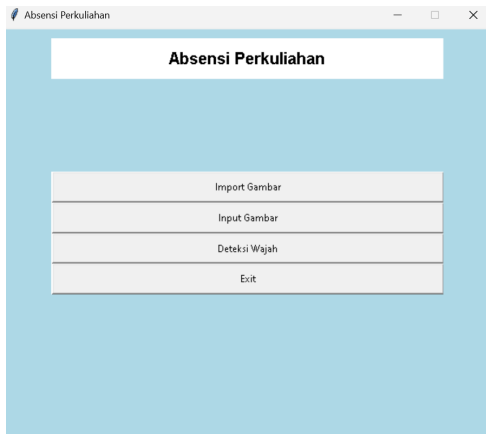 Absensi Perkuliahan
Absensi Perkuliahan
Import Gambar
Input Gambar
Deteksi Wajah
Exit